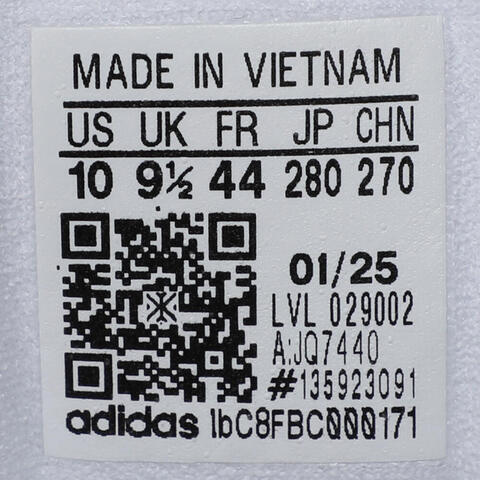 MADE IN VIETNAM
US UK FR JP CHN
10 9½ 44 280 270
01/25
LVL 029002
A:JQ7440
#135923091
adidas lbC8FBC000171